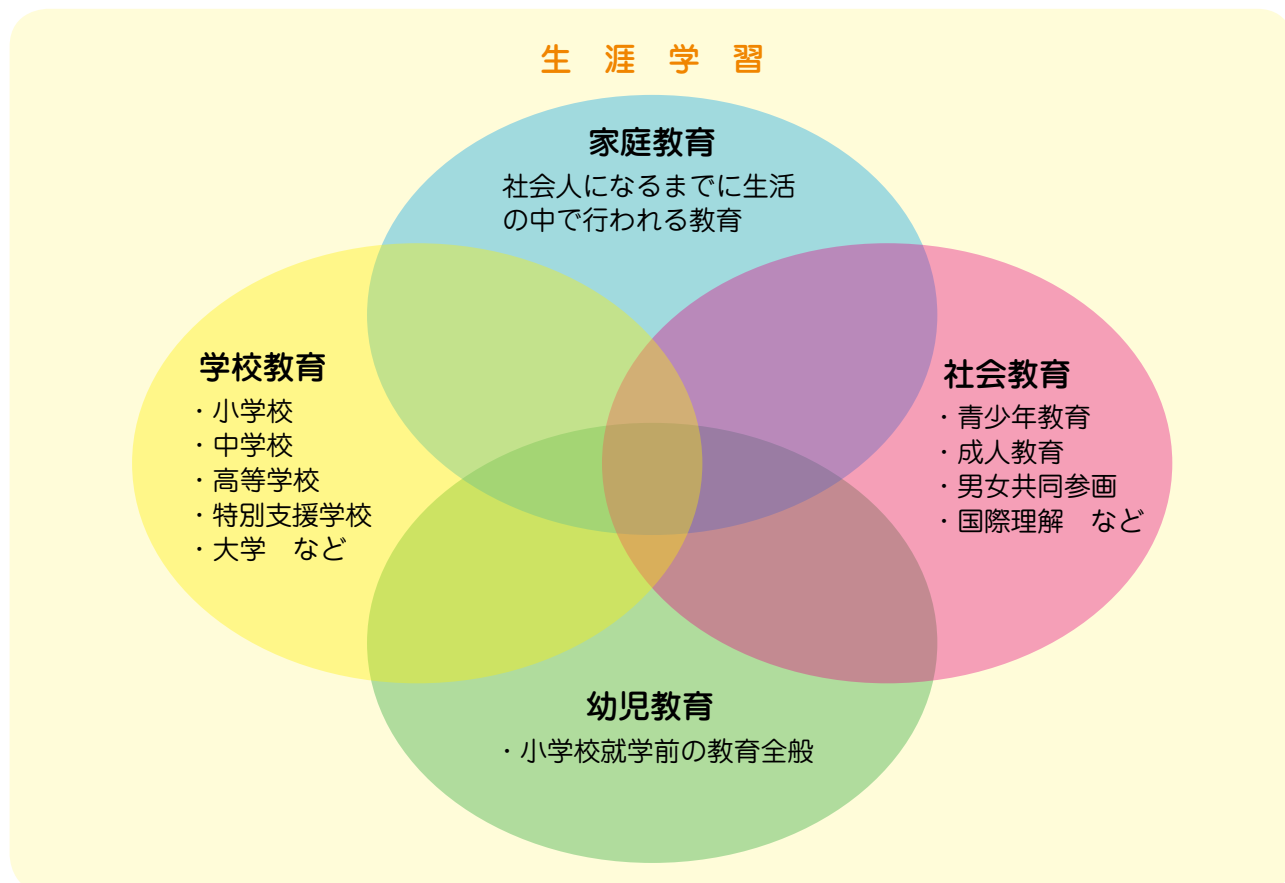 生　涯　学　習
家庭教育
社会人になるまでに生活
の中で行われる教育
学校教育
・小学校
・中学校
・高等学校
・特別支援学校
・大学　など
社会教育
・青少年教育
・成人教育
・男女共同参画
・国際理解　など
幼児教育
・小学校就学前の教育全般